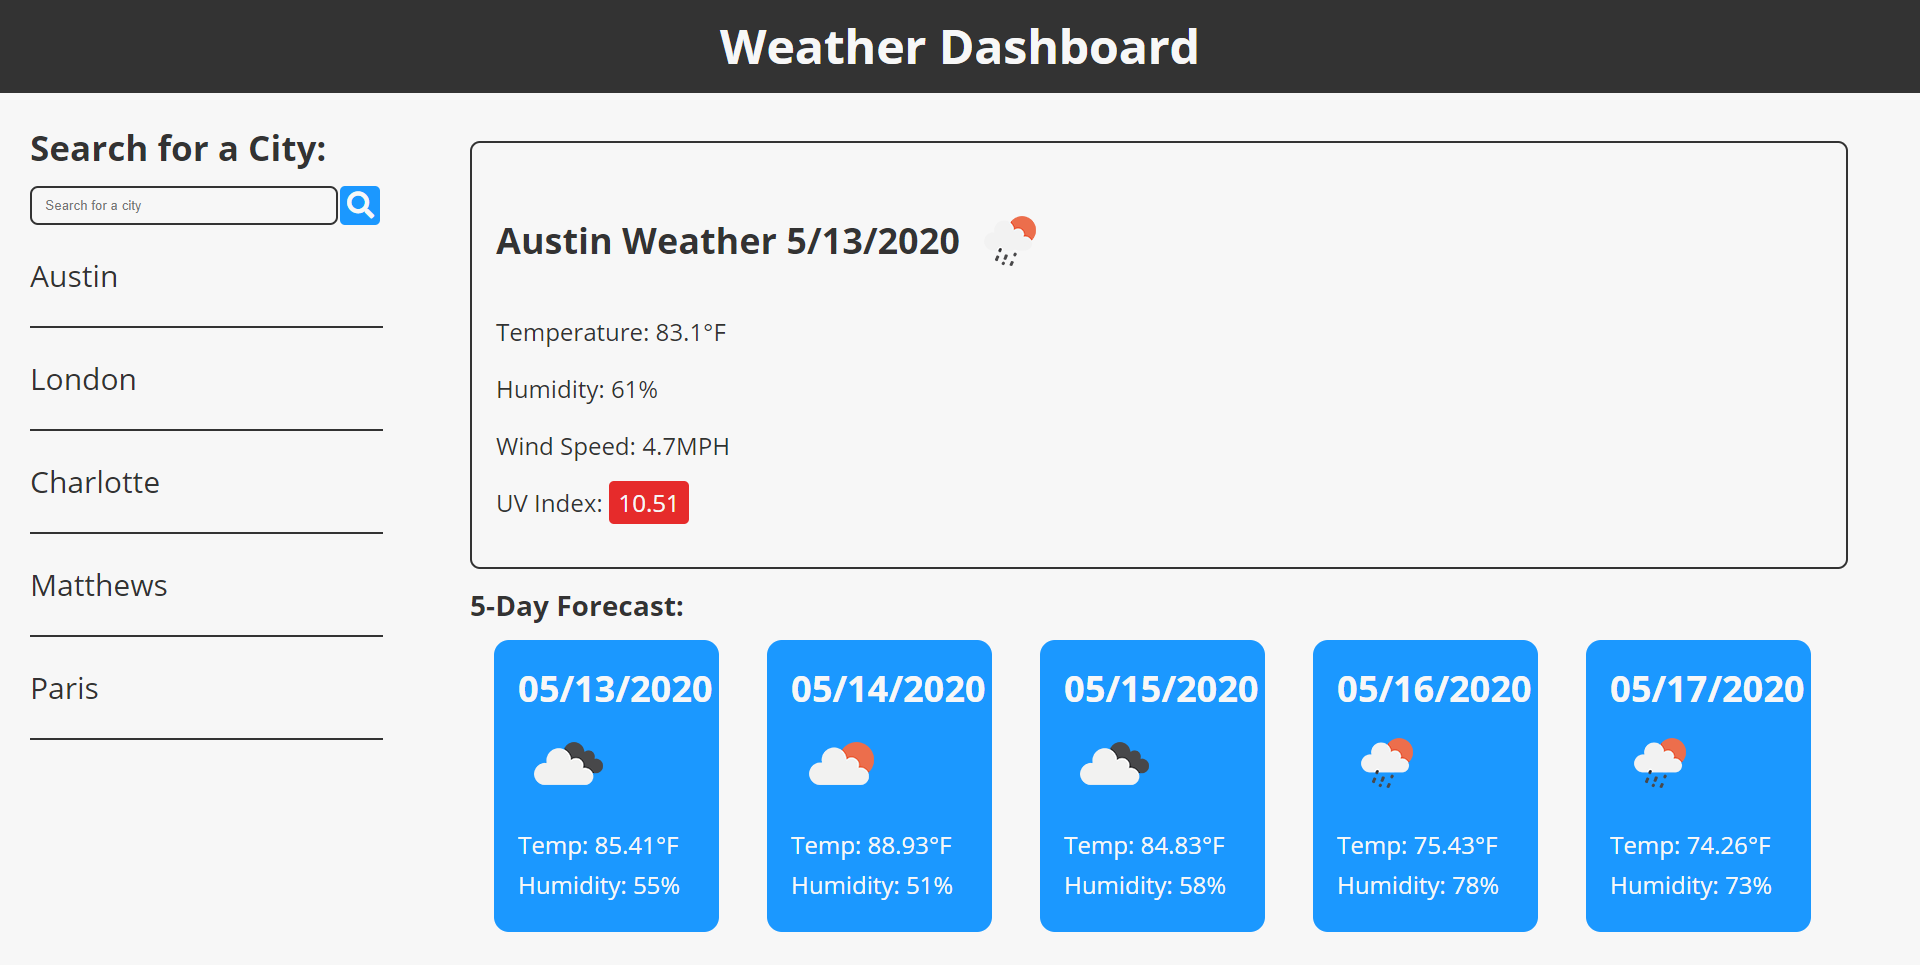 Weather Dashboard
Search for a City:
Search for a city
Austin
London
Charlotte
Matthews
Paris
Austin Weather 5/13/2020
Temperature: 83.1°F
Humidity: 61%
Wind Speed: 4.7MPH
UV Index: 10.51
5-Day Forecast:
05/13/2020
Temp: 85.41°F
Humidity: 55%
05/14/2020
Temp: 88.93°F
Humidity: 51%
05/15/2020
Temp: 84.83°F
Humidity: 58%
05/16/2020
Temp: 75.43°F
Humidity: 78%
05/17/2020
Temp: 74.26°F
Humidity: 73%